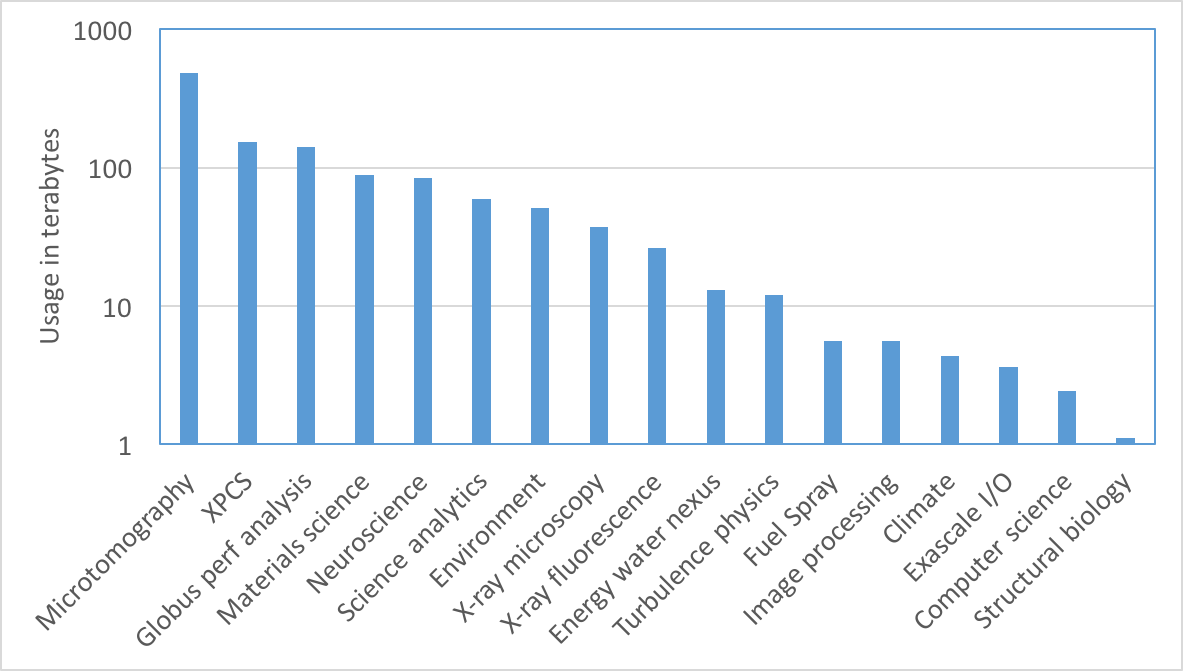 1000
100
10
1
Usage in terabytes
Microtomography
XPCS
Globus perf analysis
Materials science
Neuroscience
Science analytics
Environment
X-ray microscopy
X-ray fluorescence
Energy water nexus
Turbulence physics
Fuel Spray
Image processing
Climate
Exascale I/O
Computer science
Structural biology